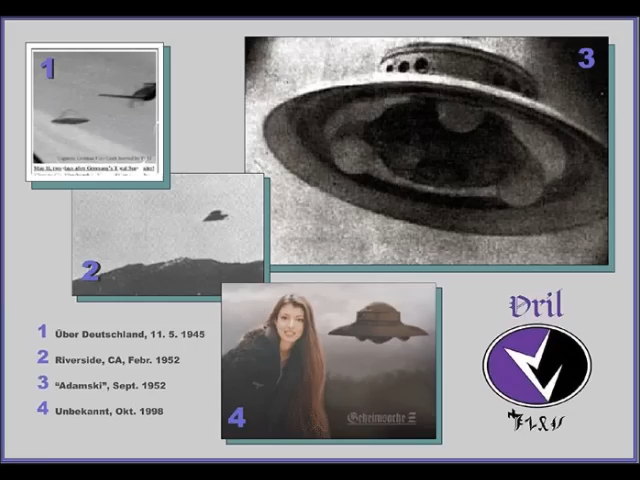 1
2
3
4
Geheimsache Z
1 Über Deutschland, 11. 5. 1945
2 Riverside, CA, Febr. 1952
3 “Adamski”, Sept. 1952
4 Unbekannt, Okt. 1998
Vril